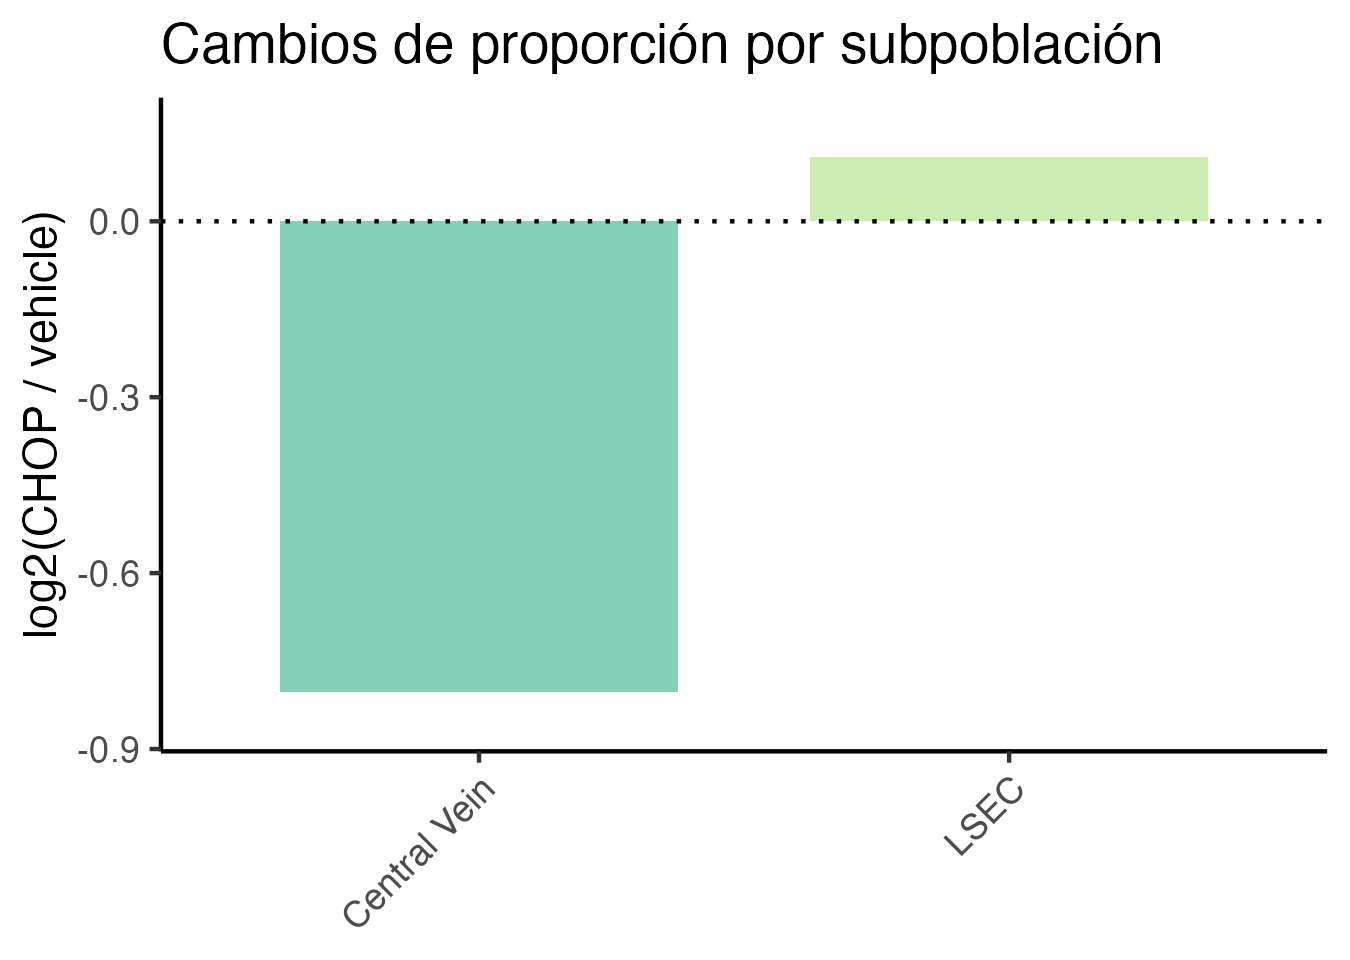 Cambios de proporción por subpoblación
log2(CHOP / vehicle)
0.0
-0.3
-0.6
-0.9
Central Vein
LSEC